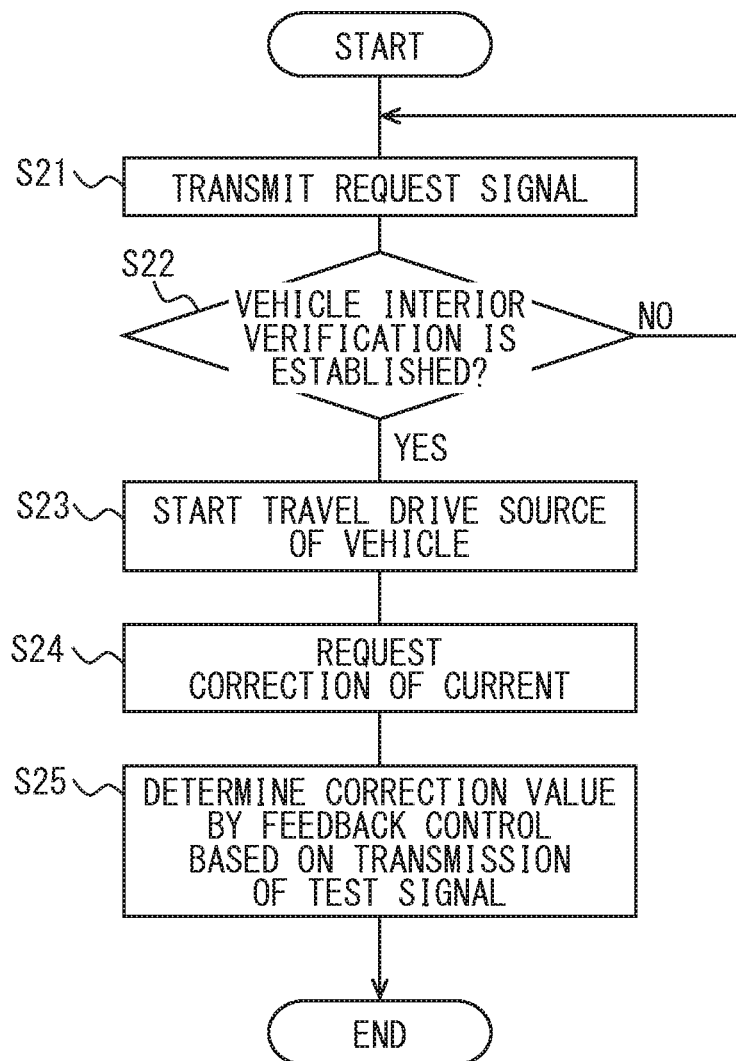 START
S21
TRANSMIT REQUEST SIGNAL
S22
VEHICLE INTERIOR
VERIFICATION IS
ESTABLISHED?
NO
YES
S23
START TRAVEL DRIVE SOURCE
OF VEHICLE
S24
REQUEST
CORRECTION OF CURRENT
S25
DETERMINE CORRECTION VALUE
BY FEEDBACK CONTROL
BASED ON TRANSMISSION
OF TEST SIGNAL
END